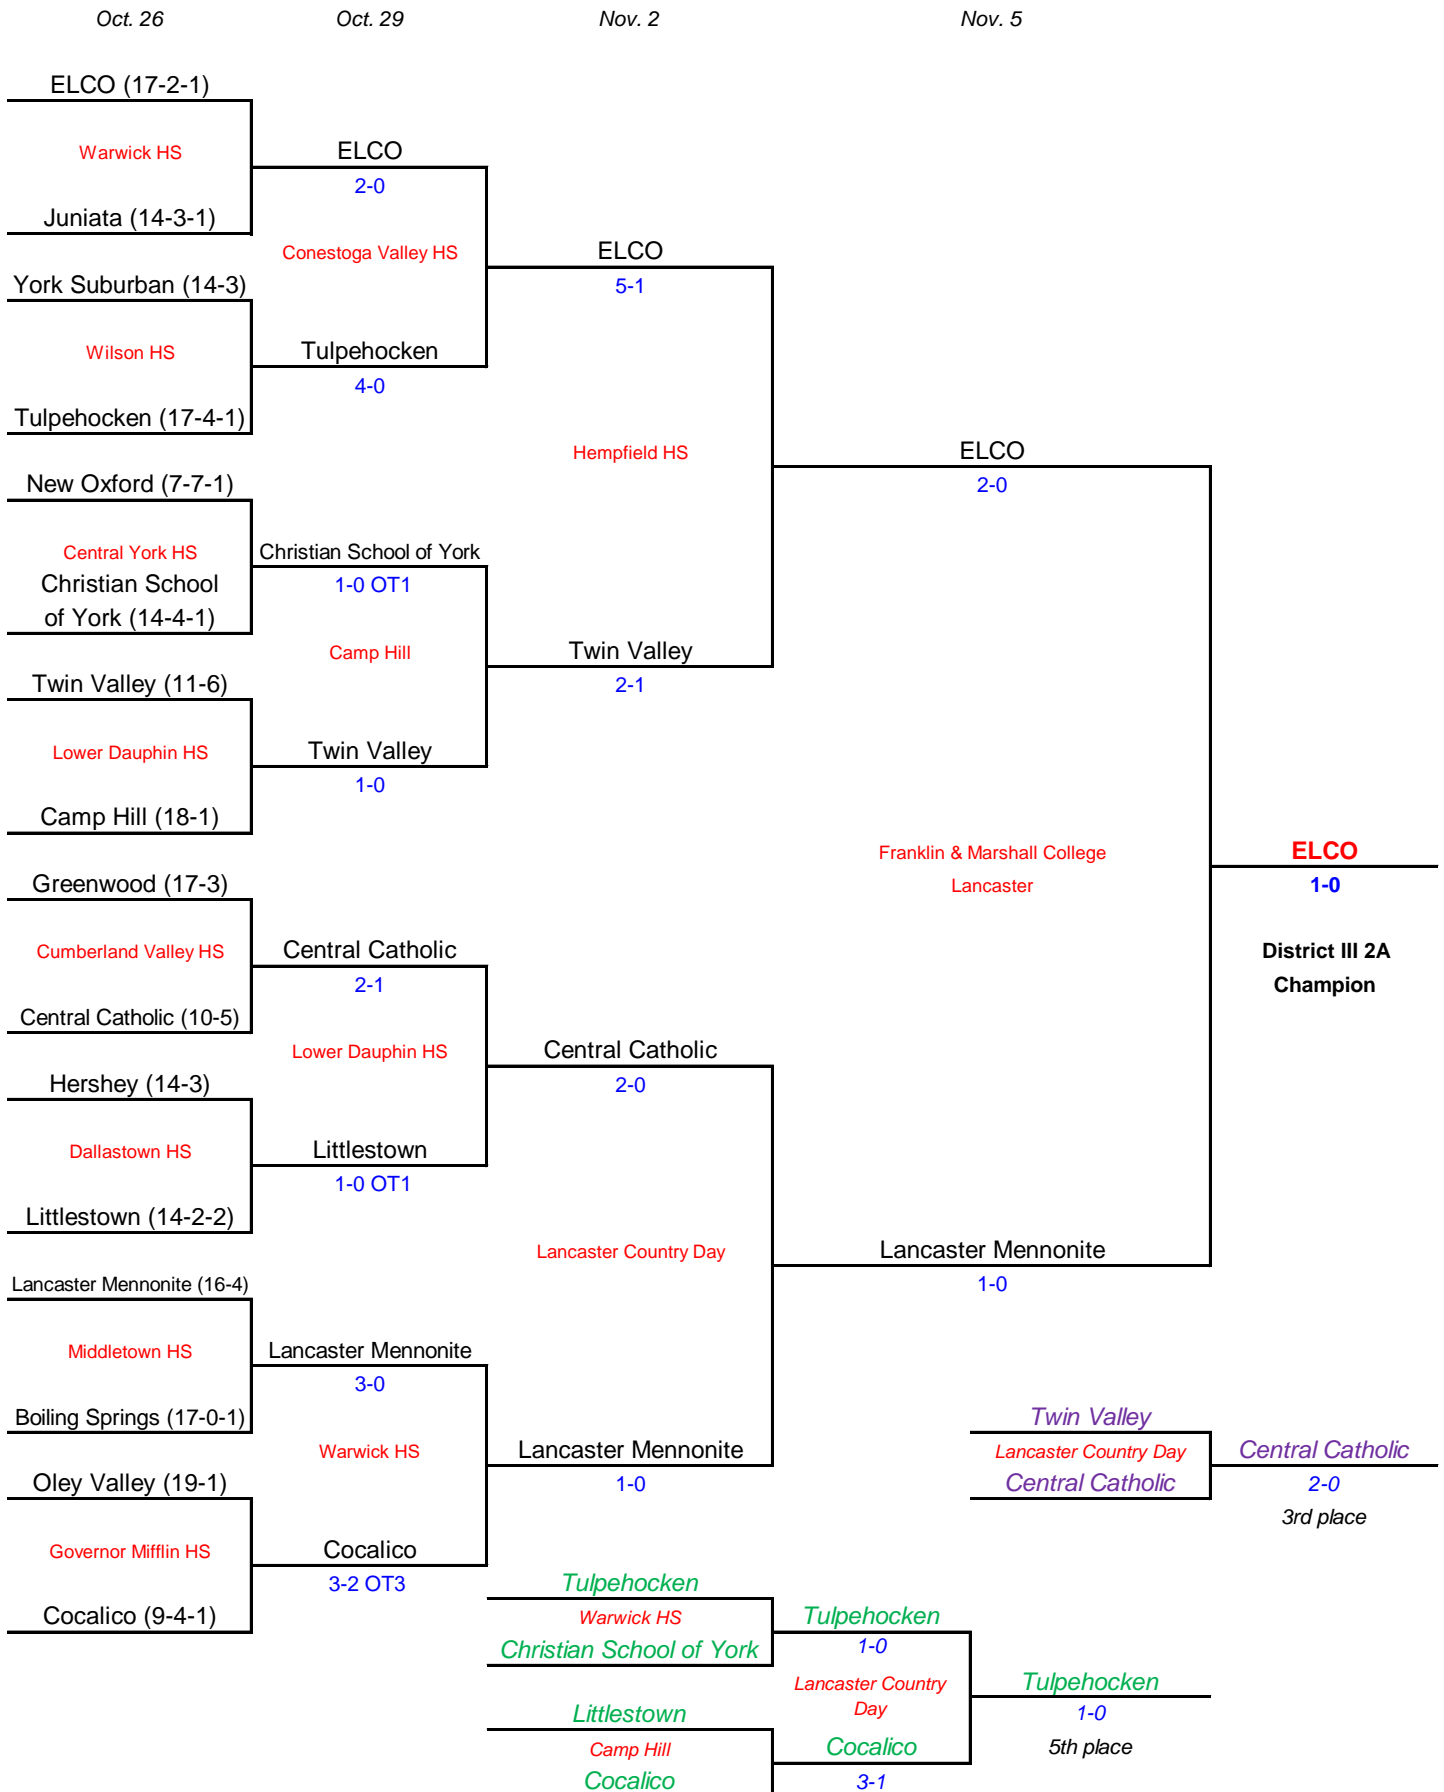 Oct. 26
Oct. 29
Nov. 2
Nov. 5
ELCO (17-2-1)
Warwick HS
Juniata (14-3-1)
York Suburban (14-3)
Wilson HS
Tulpehocken (17-4-1)
New Oxford (7-7-1)
Central York HS
Christian School
of York (14-4-1)
Twin Valley (11-6)
Lower Dauphin HS
Camp Hill (18-1)
Greenwood (17-3)
Cumberland Valley HS
Central Catholic (10-5)
Hershey (14-3)
Dallastown HS
Littlestown (14-2-2)
Lancaster Mennonite (16-4)
Middletown HS
Boiling Springs (17-0-1)
Oley Valley (19-1)
Governor Mifflin HS
Cocalico (9-4-1)
ELCO
2-0
Conestoga Valley HS
Tulpehocken
4-0
Christian School of York
1-0 OT1
Camp Hill
Twin Valley
1-0
Central Catholic
2-1
Lower Dauphin HS
Littlestown
1-0 OT1
Lancaster Mennonite
3-0
Warwick HS
Cocalico
3-2 OT3
ELCO
5-1
Hempfield HS
Twin Valley
2-1
Central Catholic
2-0
Lancaster Country Day
Lancaster Mennonite
1-0
ELCO
2-0
Franklin & Marshall College
Lancaster
Lancaster Mennonite
1-0
ELCO
1-0
District III 2A
Champion
Twin Valley
Lancaster Country Day
Central Catholic
Central Catholic
2-0
3rd place
Tulpehocken
Warwick HS
Christian School of York
Littlestown
Camp Hill
Cocalico
Tulpehocken
1-0
Lancaster Country
Day
Cocalico
3-1
Tulpehocken
1-0
5th place